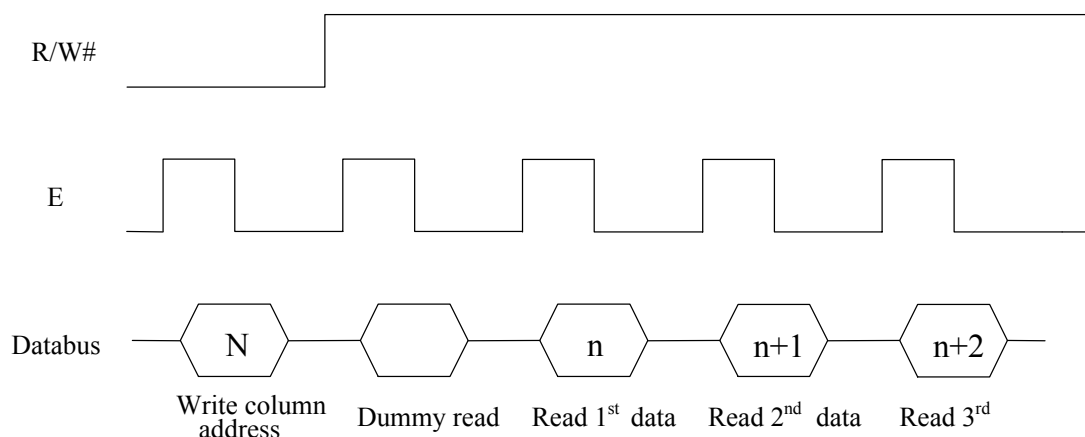 R/W#
E
Databus
N
n
n+1
n+2
Write column
address
Dummy read
Read 1st data
Read 2nd data
Read 3rd